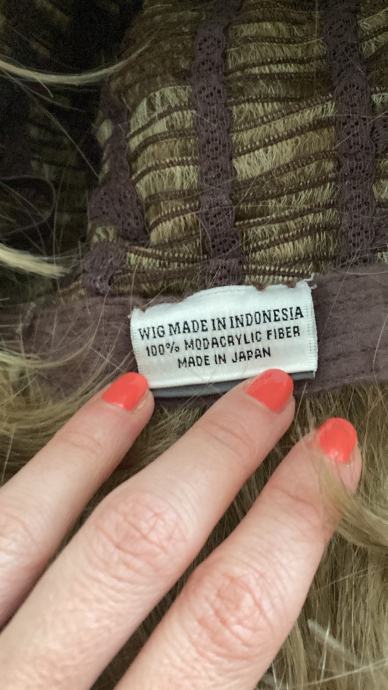 WIG MADE IN INDONESIA
100% MODACRYLIC FIBER
MADE IN JAPAN